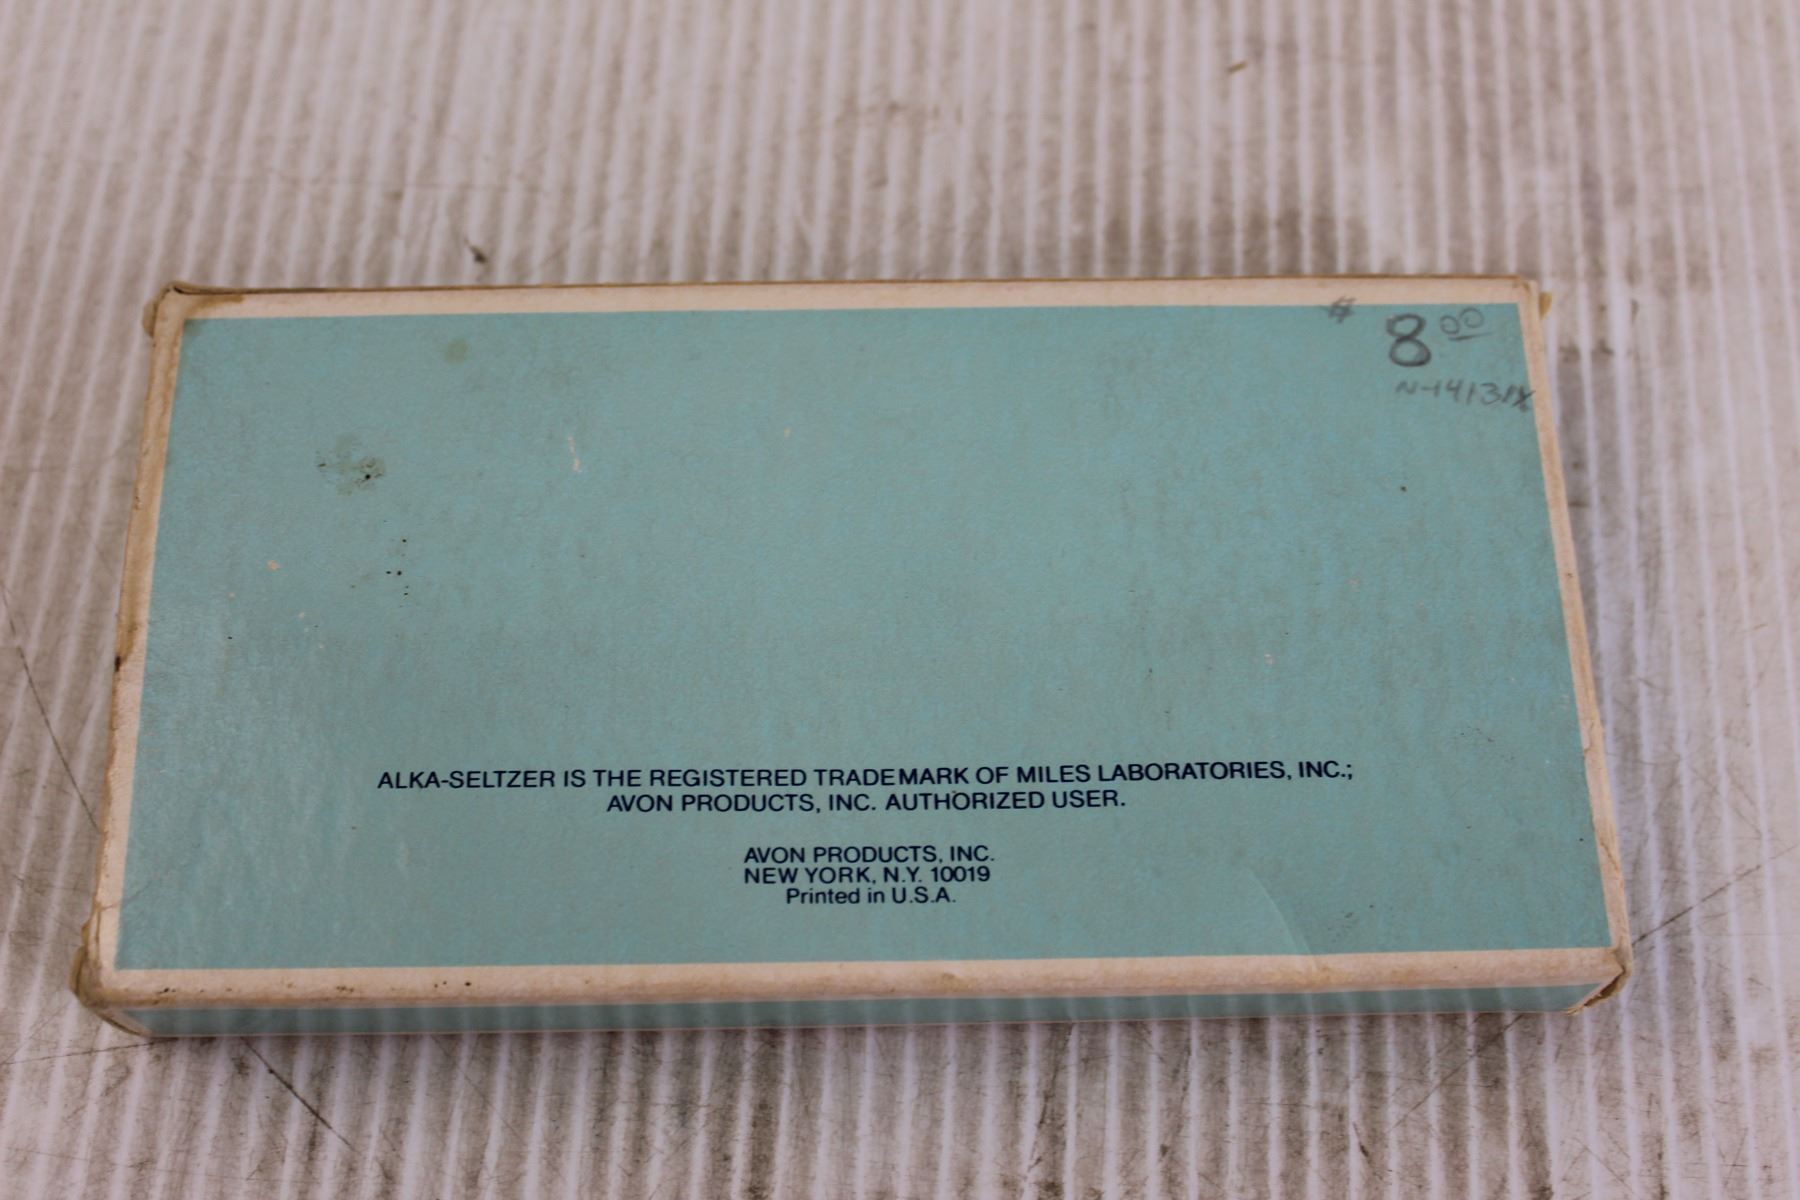 # 8 00
N-14131X
ALKA-SELTZER IS THE REGISTERED TRADEMARK OF MILES LABORATORIES, INC.;
AVON PRODUCTS, INC. AUTHORIZED USER.
AVON PRODUCTS, INC.
NEW YORK, N.Y. 10019
Printed in U.S.A.